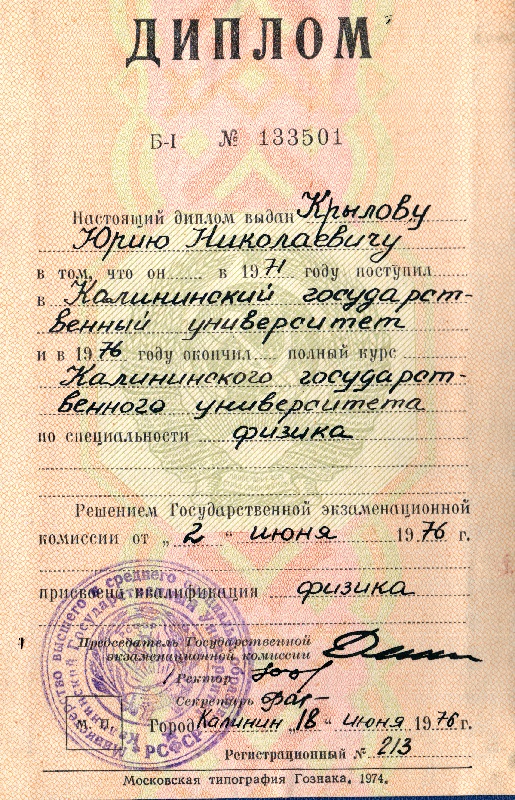 ДИПЛОМ
Б-I № 133501
Настоящий диплом выдан Крылову
Юрию Николаевичу
в том, что он в 1971 году поступил
в Калининский государст-
венный университет
и в 1976 году окончил полный курс
Калининского государст-
венного университета
по специальности физика
Решением Государственной экзаменационной
комиссии от „2“ июня 1976 г.
присвоена квалификация физика
Председатель Государственной
экзаменационной комиссии
Ректор
Секретарь
Город Калинин 18 июня 1976 г.
Регистрационный № 213
Московская типография Гознака. 1974.
РСФСР